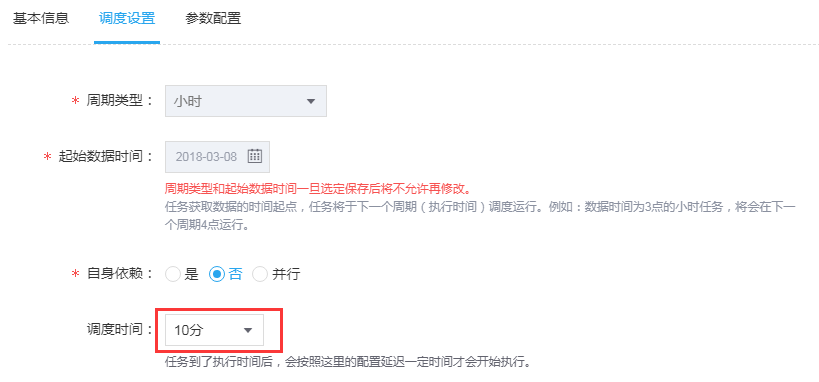 基本信息 调度设置 参数配置
* 周期类型： 小时
* 起始数据时间： 2018-03-08
周期类型和起始数据时间一旦选定保存后将不允许再修改。
任务获取数据的时间起点，任务将于下一个周期（执行时间）调度运行。例如：数据时间为3点的小时任务，将会在下一
个周期4点运行。
* 自身依赖： 是 否 并行
调度时间： 10分
任务到了执行时间后，会按照这里的配置延迟一定时间才会开始执行。